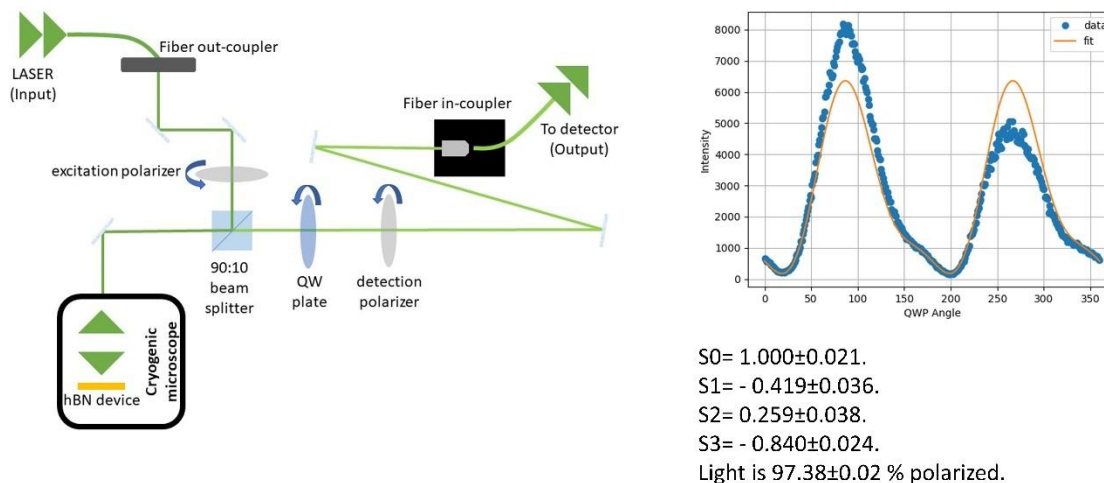 LASER
(Input)
Fiber out-coupler
excitation polarizer
90:10
beam
splitter
QW
plate
detection
polarizer
Fiber in-coupler
To detector
(Output)
hBN device
Cryogenic
microscope
data
fit
Intensity
8000
7000
6000
5000
4000
3000
2000
1000
0
0
50
100
150
200
250
300
350
QWP Angle
S0= 1.000±0.021.
S1= - 0.419±0.036.
S2= 0.259±0.038.
S3= - 0.840±0.024.
Light is 97.38±0.02 % polarized.